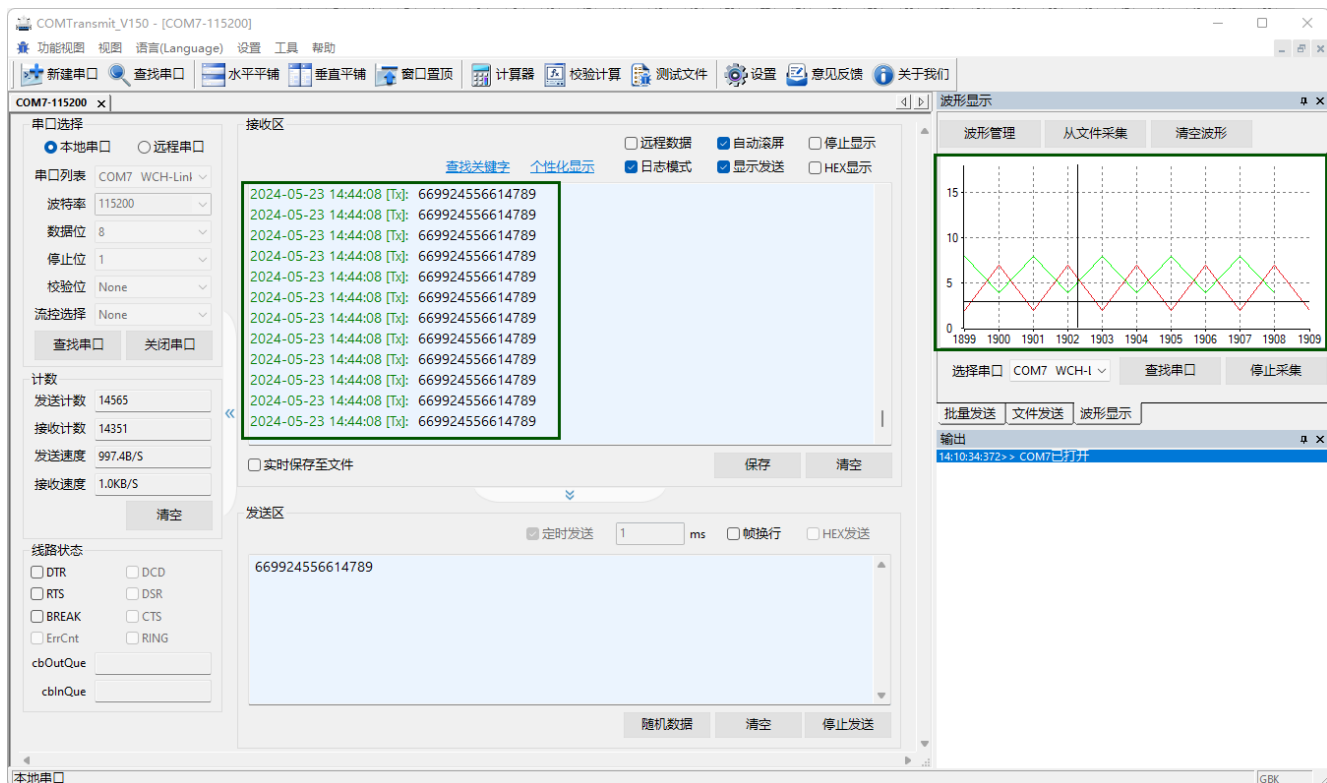 COMTransmit_V150 - [COM7-115200]
功能视图 视图 语言(Language) 设置 工具 帮助
新建串口 查找串口 水平平铺 垂直平铺 窗口置顶 计算器 校验计算 测试文件 设置 意见反馈 关于我们
COM7-115200
串口选择
本地串口 远程串口
串口列表 COM7 WCH-Linl
波特率 115200
数据位 8
停止位 1
校验位 None
流控选择 None
查找串口 关闭串口
计数
发送计数 14565
接收计数 14351
发送速度 997.4B/S
接收速度 1.0KB/S
清空
线路状态
DTR DCD
RTS DSR
BREAK CTS
ErrCnt RING
cbOutQue
cbInQue
接收区
远程数据 自动滚屏 停止显示
查找关键字 个性化显示 日志模式 显示发送 HEX显示
2024-05-23 14:44:08 [Tx]: 669924556614789
2024-05-23 14:44:08 [Tx]: 669924556614789
2024-05-23 14:44:08 [Tx]: 669924556614789
2024-05-23 14:44:08 [Tx]: 669924556614789
2024-05-23 14:44:08 [Tx]: 669924556614789
2024-05-23 14:44:08 [Tx]: 669924556614789
2024-05-23 14:44:08 [Tx]: 669924556614789
2024-05-23 14:44:08 [Tx]: 669924556614789
2024-05-23 14:44:08 [Tx]: 669924556614789
2024-05-23 14:44:08 [Tx]: 669924556614789
2024-05-23 14:44:08 [Tx]: 669924556614789
2024-05-23 14:44:08 [Tx]: 669924556614789
实时保存至文件 保存 清空
发送区
定时发送 1 ms 帧换行 HEX发送
669924556614789
随机数据 清空 停止发送
波形显示
波形管理 从文件采集 清空波形
15
10
5
0
1899 1900 1901 1902 1903 1904 1905 1906 1907 1908 1909
选择串口 COM7 WCH-L 查找串口 停止采集
批量发送 文件发送 波形显示
输出
14:10:34:372>> COM7已打开
本地串口 GBK